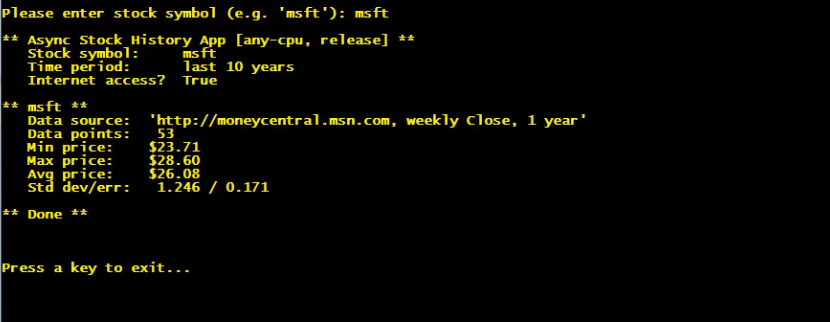 Please enter stock symbol (e.g. 'msft'): msft
** Async Stock History App [any-cpu, release] **
Stock symbol: msft
Time period: last 10 years
Internet access? True
** msft **
Data source: 'http://moneycentral.msn.com, weekly Close, 1 year'
Data points: 53
Min price: $23.71
Max price: $28.60
Avg price: $26.08
Std dev/err: 1.246 / 0.171
** Done **
Press a key to exit...